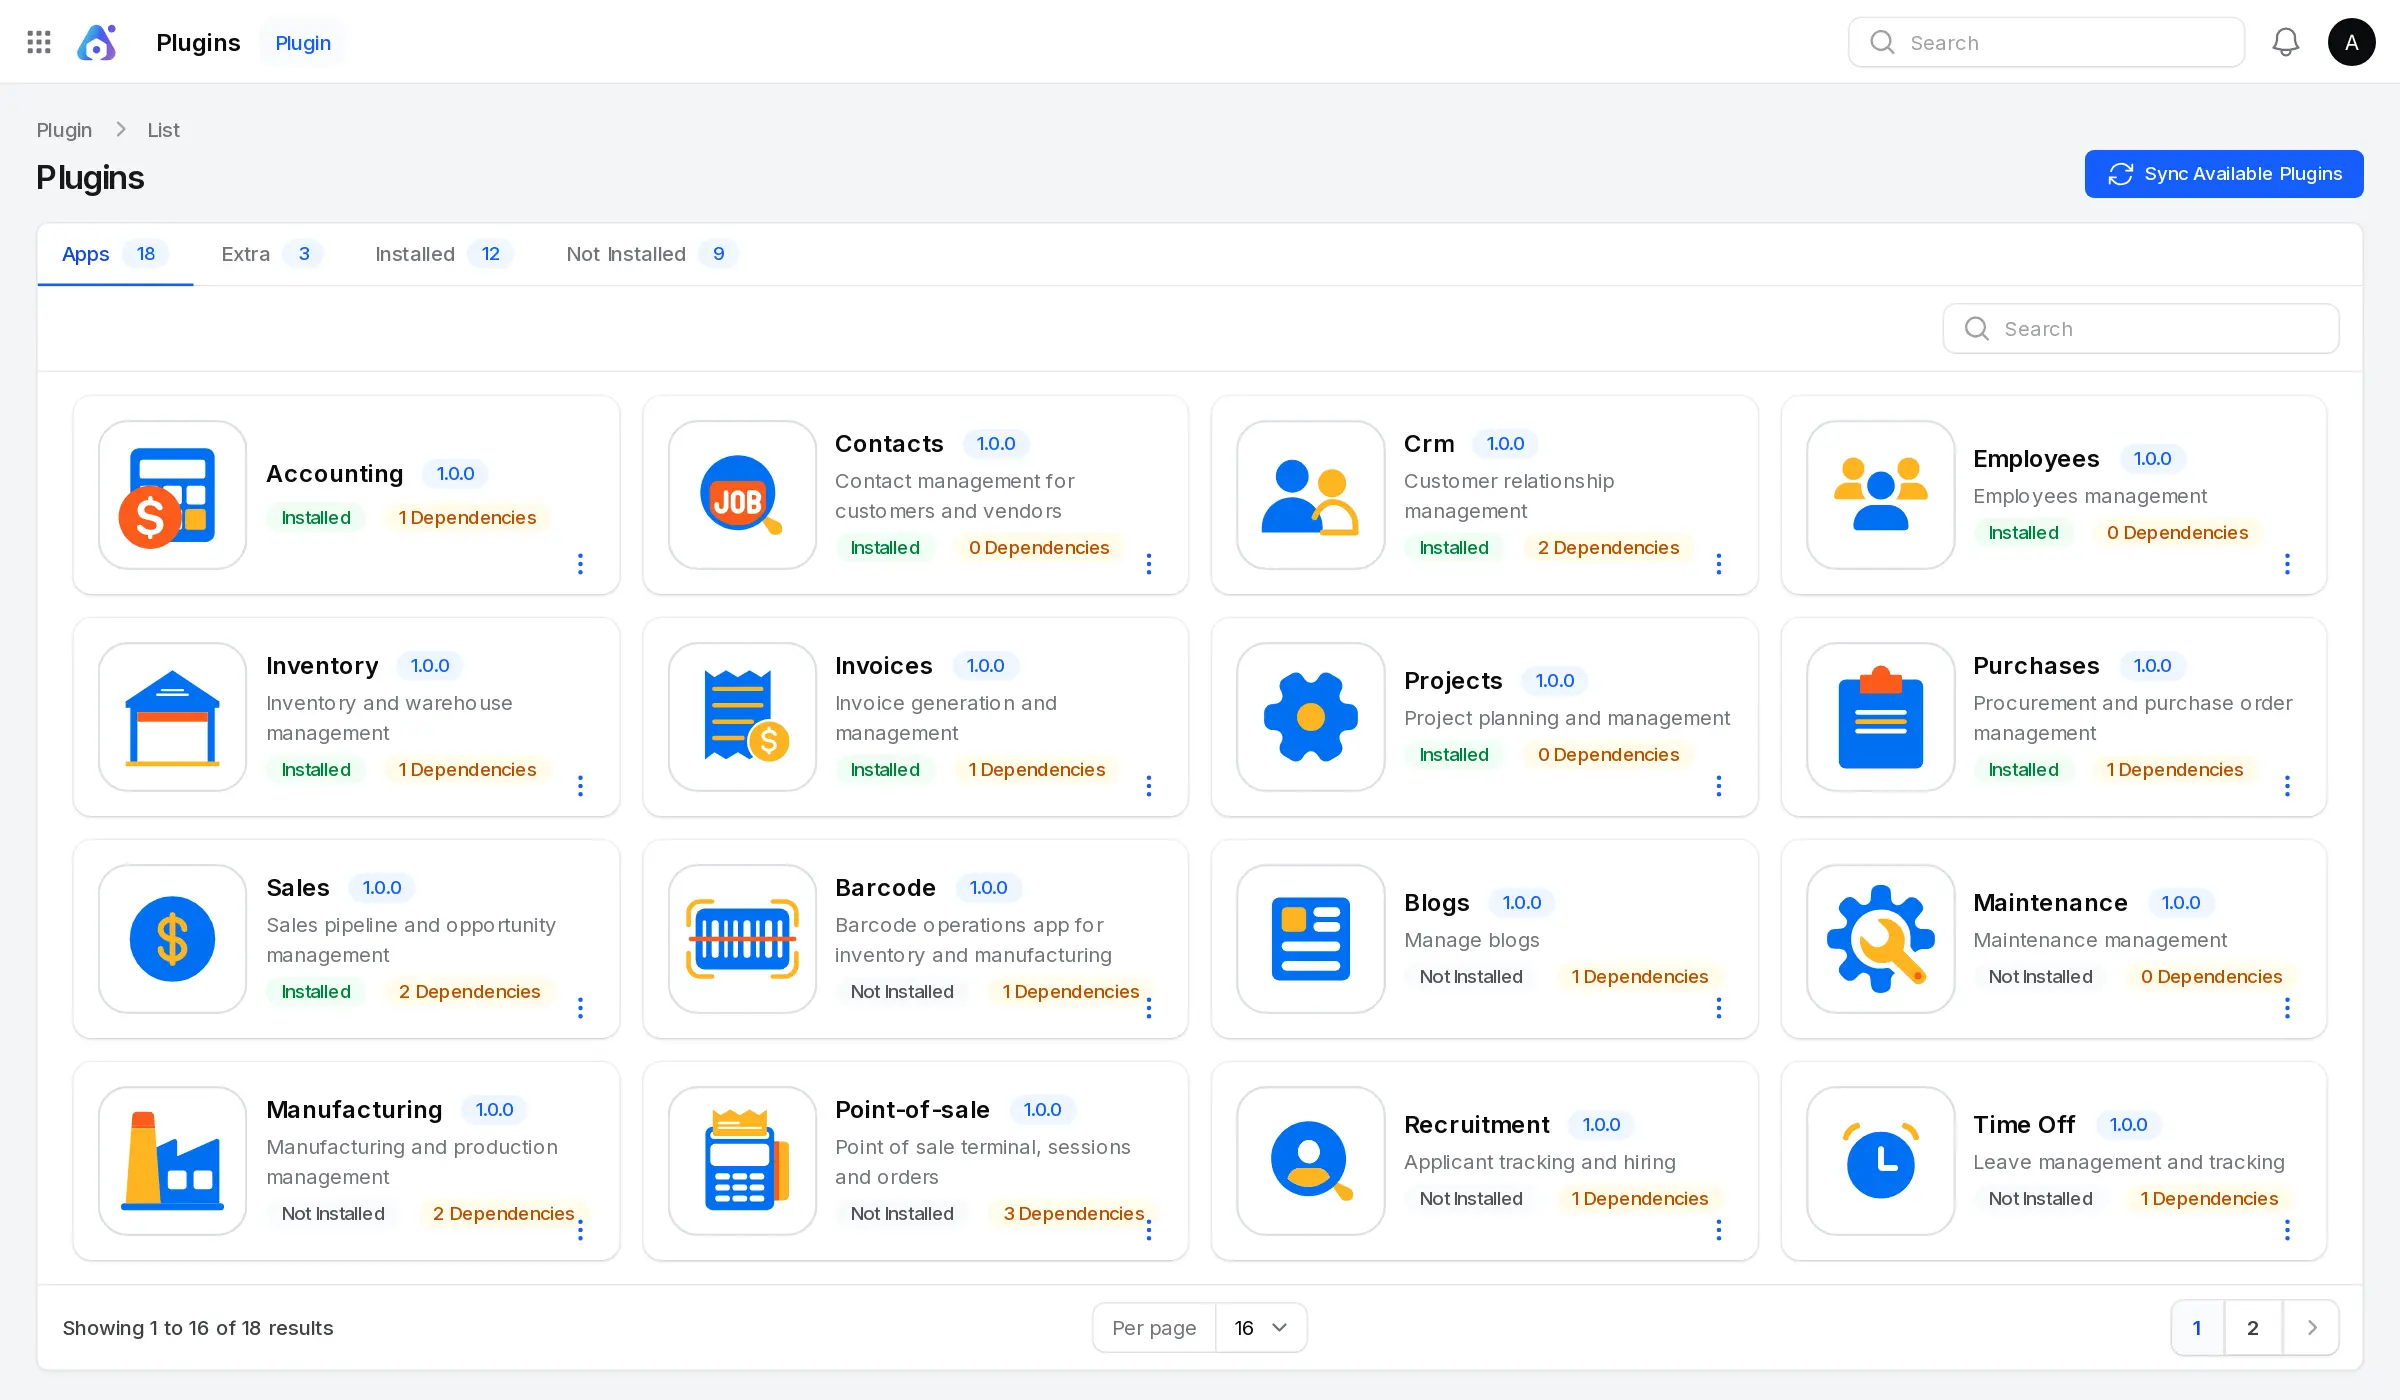 Plugins
Plugin
Search
A
Plugin
List
Plugins
Sync Available Plugins
Apps 18
Extra 3
Installed 12
Not Installed 9
Search
Accounting 1.0.0
Installed 1 Dependencies
$
JOB
Contacts 1.0.0
Contact management for
customers and vendors
Installed 0 Dependencies
Crm 1.0.0
Customer relationship
management
Installed 2 Dependencies
Employees 1.0.0
Employees management
Installed 0 Dependencies
Inventory 1.0.0
Inventory and warehouse
management
Installed 1 Dependencies
$
Invoices 1.0.0
Invoice generation and
management
Installed 1 Dependencies
Projects 1.0.0
Project planning and management
Installed 0 Dependencies
Purchases 1.0.0
Procurement and purchase order
management
Installed 1 Dependencies
$
Sales 1.0.0
Sales pipeline and opportunity
management
Installed 2 Dependencies
Barcode 1.0.0
Barcode operations app for
inventory and manufacturing
Not Installed 1 Dependencies
Blogs 1.0.0
Manage blogs
Not Installed 1 Dependencies
Maintenance 1.0.0
Maintenance management
Not Installed 0 Dependencies
Manufacturing 1.0.0
Manufacturing and production
management
Not Installed 2 Dependencies
Point-of-sale 1.0.0
Point of sale terminal, sessions
and orders
Not Installed 3 Dependencies
Recruitment 1.0.0
Applicant tracking and hiring
Not Installed 1 Dependencies
Time Off 1.0.0
Leave management and tracking
Not Installed 1 Dependencies
Showing 1 to 16 of 18 results
Per page 16
1 2